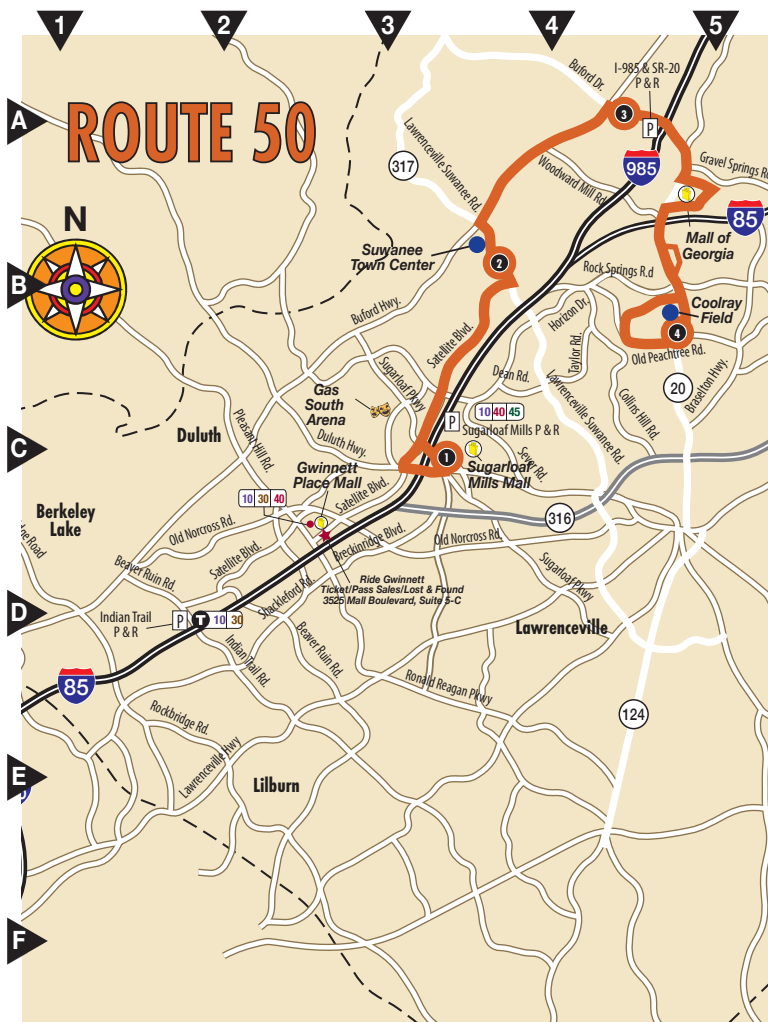 1 2 3 4 5
A
B
C
D
E
F
ROUTE 50
N
I-985 & SR-20
P & R
P
3
Buford Dr.
Lawrenceville Suwanee Rd.
317
Woodward Mill Rd.
985
Gravel Springs Rd
85
Mall of
Georgia
Suwanee
Town Center
2
Rock Springs R.d
Buford Hwy.
Satellite Blvd.
Horizon Dr.
Coolray
Field
4
Old Peachtree Rd.
Taylor Rd.
Sugarloaf Pkwy
Dean Rd.
20
Braselton Hwy.
Collins Hill Rd.
Lawrenceville Suwanee Rd.
Gas
South
Arena
P
10 40 45
Sugarloaf Mills P & R
Duluth
Pleasant Hill Rd.
Duluth Hwy.
1
Sugarloaf
Mills Mall
Sever Rd.
Gwinnett
Place Mall
Satellite Blvd.
10 30 40
Berkeley
Lake
316
Old Norcross Rd.
Breckinridge Blvd.
Old Norcross Rd.
Satellite Blvd.
Beaver Ruin Rd.
Sugarloaf Pkwy
Ride Gwinnett
Ticket/Pass Sales/Lost & Found
3525 Mall Boulevard, Suite 5-C
Shackleford Rd.
Indian Trail
P & R
P
T
10 30
Lawrenceville
Beaver Ruin Rd.
Indian Trail Rd.
85
Ronald Reagan Pkwy
Rockbridge Rd.
124
Lawrenceville Hwy
Lilburn